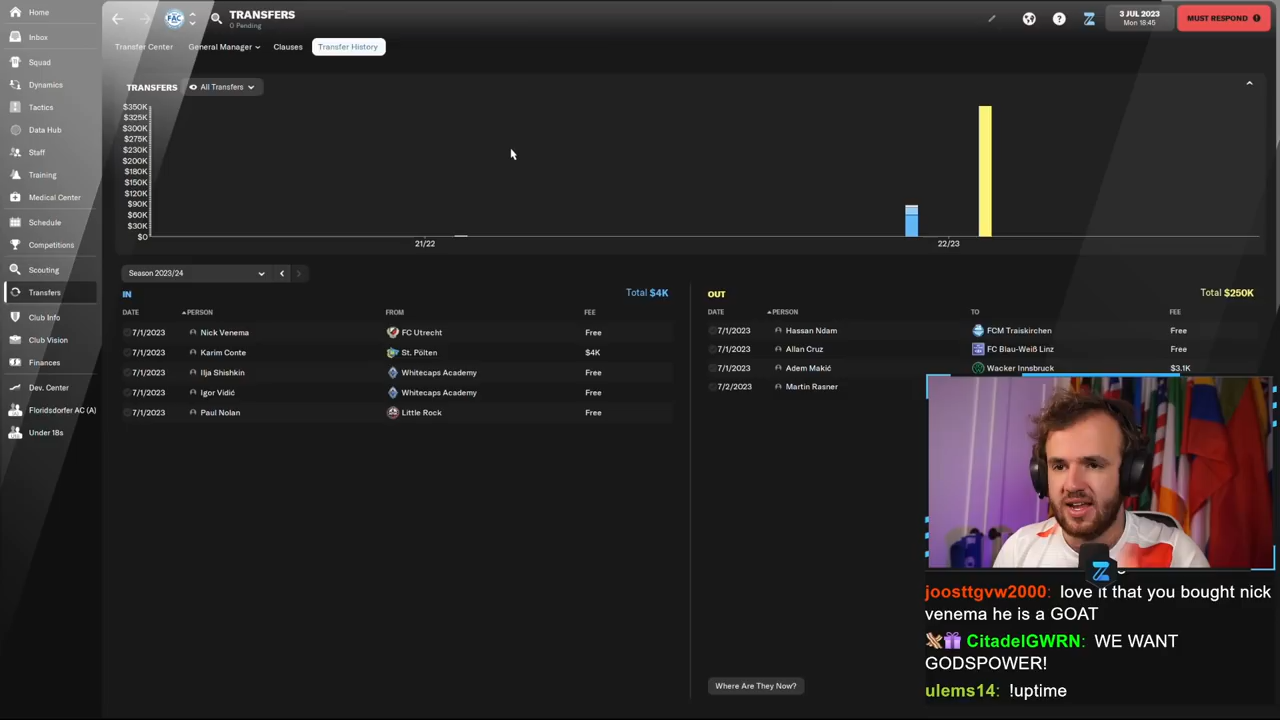 Home
Inbox
Squad
Dynamics
Tactics
Data Hub
Staff
Training
Medical Center
Schedule
Competitions
Scouting
Transfers
Club Info
Club Vision
Finances
Dev. Center
Floridsdorfer AC (A)
Under 18s
FAC
TRANSFERS
0 Pending
3 JUL 2023
Mon 18:45
MUST RESPOND
Transfer Center
General Manager
Clauses
Transfer History
TRANSFERS
All Transfers
$350K
$325K
$300K
$275K
$230K
$200K
$180K
$150K
$120K
$90K
$60K
$30K
$0
21/22
22/23
Season 2023/24
IN
Total $4K
DATE PERSON FROM FEE
7/1/2023 Nick Venema FC Utrecht Free
7/1/2023 Karim Conte St. Pölten $4K
7/1/2023 Ilja Shishkin Whitecaps Academy Free
7/1/2023 Igor Vidić Whitecaps Academy Free
7/1/2023 Paul Nolan Little Rock Free
OUT
Total $250K
DATE PERSON TO FEE
7/1/2023 Hassan Ndam FCM Traiskirchen Free
7/1/2023 Allan Cruz FC Blau-Weiß Linz Free
7/1/2023 Adem Makić Wacker Innsbruck $3.1K
7/2/2023 Martin Rasner
joosttgvw2000: love it that you bought nick
venema he is a GOAT
CitadelGWRN: WE WANT
GODSPOWER!
ulems14: !uptime
Where Are They Now?